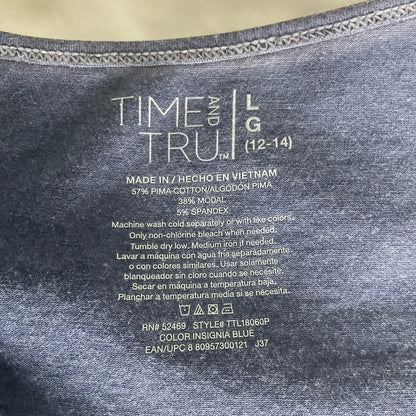 TIME AND TRU™ L G (12-14)
MADE IN / HECHO EN VIETNAM
57% PIMA COTTON/ALGODÓN PIMA
38% MODAL
5% SPANDEX
Machine wash cold separately or with like colors.
Only non-chlorine bleach when needed.
Tumble dry low. Medium iron if needed.
Lavar a máquina con agua fria separadamente
o con colores similares. Usar solamente
blanqueador sin cloro cuando se necesite.
Secar en máquina a temperatura baja.
Planchar a temperatura media si se necesita.
RN# 52469 STYLE# TTL18060P
COLOR INSIGNIA BLUE
EAN/UPC 8 80957300121 J37